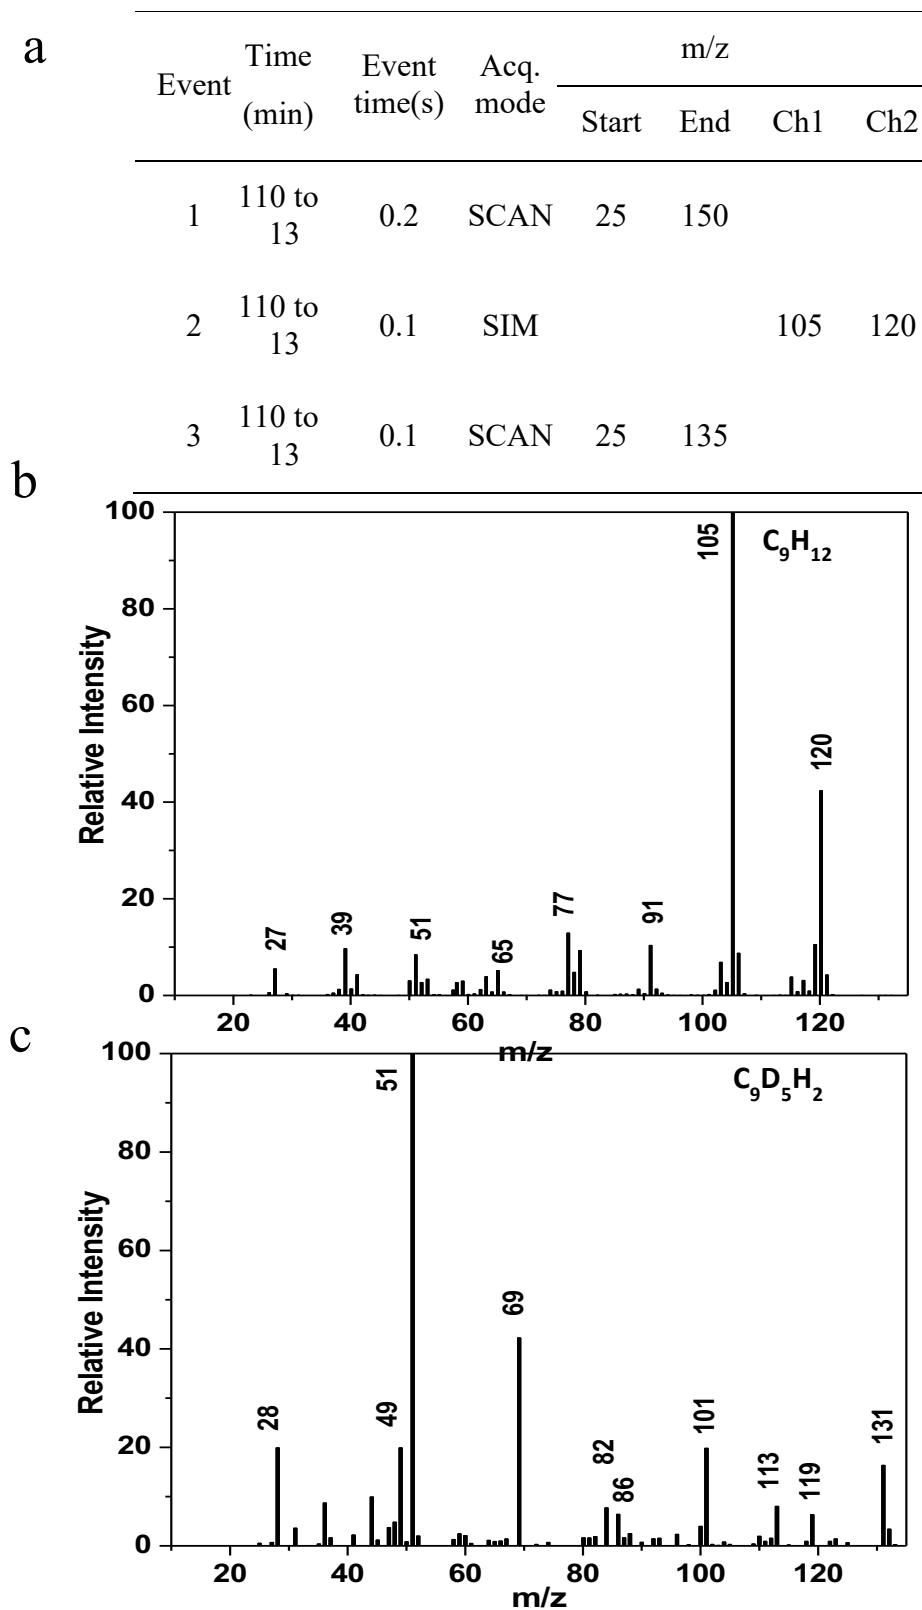 a
Event Time (min) Event time(s) Acq. mode m/z
Start End Ch1 Ch2
1 110 to 13 0.2 SCAN 25 150
2 110 to 13 0.1 SIM 105 120
3 110 to 13 0.1 SCAN 25 135
b
Relative Intensity
100
80
60
40
20
0
27
39
51
65
77
91
105
120
C₉H₁₂
20 40 60 80 100 120
m/z
c
Relative Intensity
100
80
60
40
20
0
28
49
51
69
82
86
101
113
119
131
C₉D₅H₂
20 40 60 80 100 120
m/z